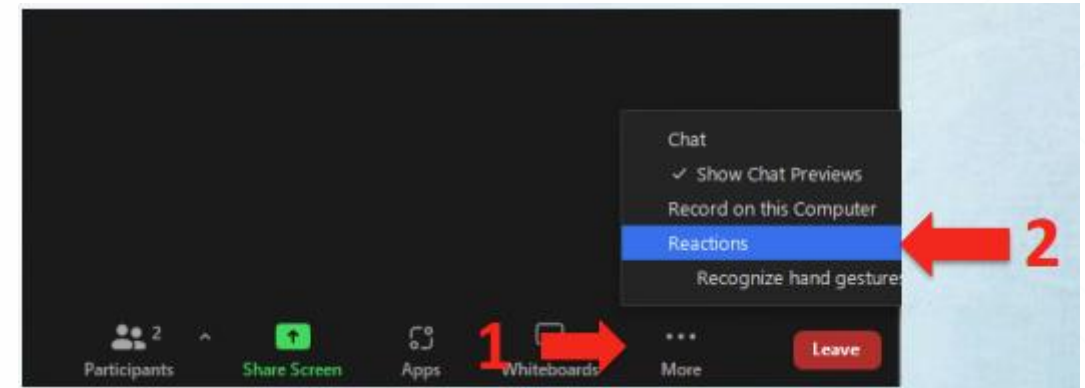 Chat
✓ Show Chat Previews
Record on this Computer
Reactions
2
Recognize hand gestures
2
1
Participants
Share Screen
Apps
Whiteboards
More
Leave